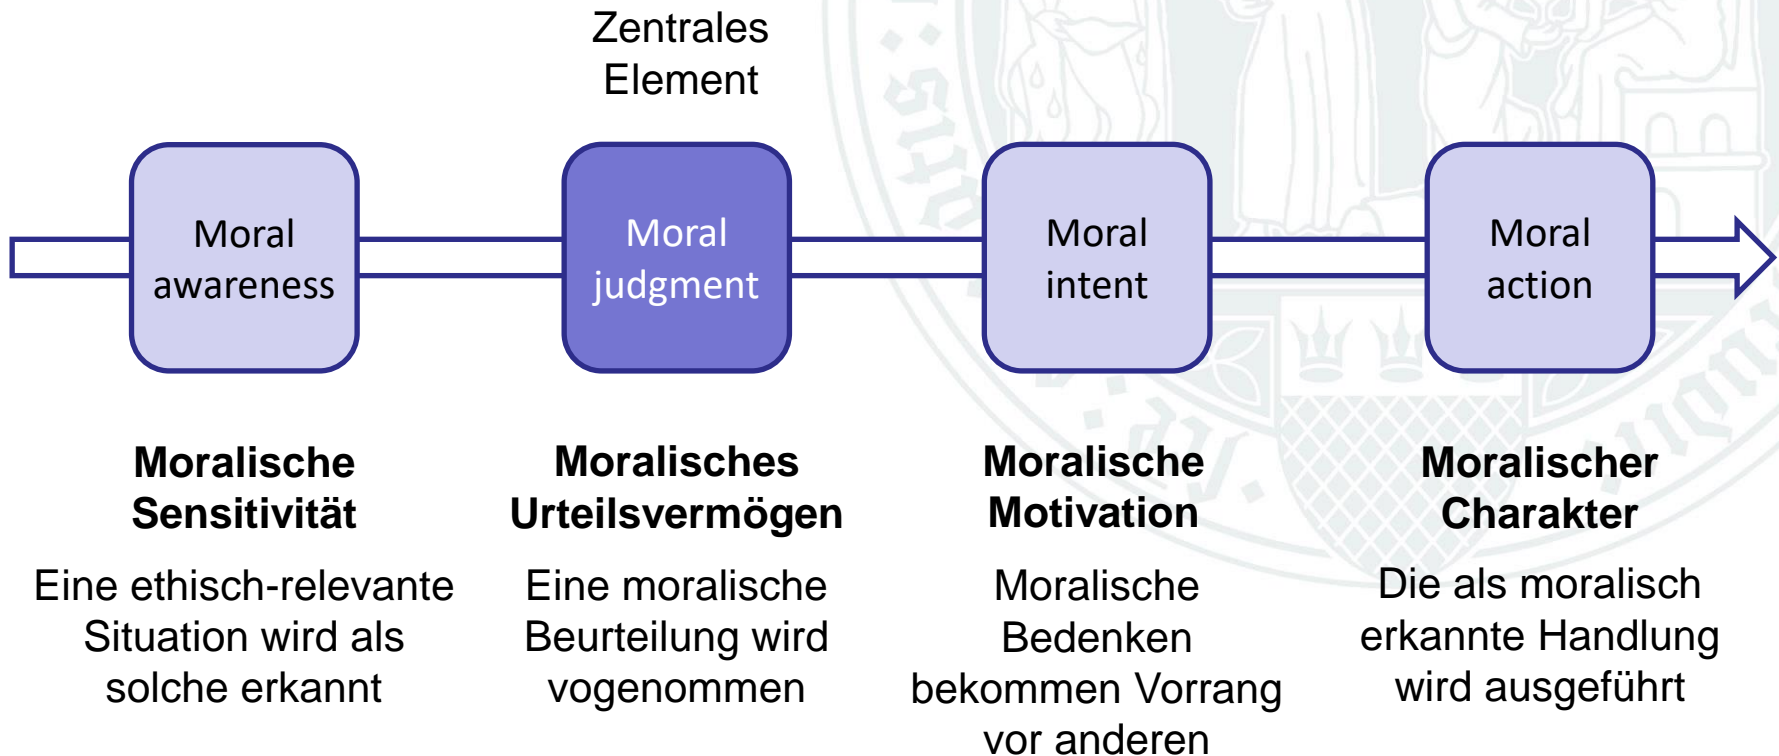 Zentrales
Element
Moral
awareness
Moral
judgment
Moral
intent
Moral
action
Moralische
Sensitivität
Eine ethisch-relevante
Situation wird als
solche erkannt
Moralisches
Urteilsvermögen
Eine moralische
Beurteilung wird
vogenommen
Moralische
Motivation
Moralische
Bedenken
bekommen Vorrang
vor anderen
Moralischer
Charakter
Die als moralisch
erkannte Handlung
wird ausgeführt